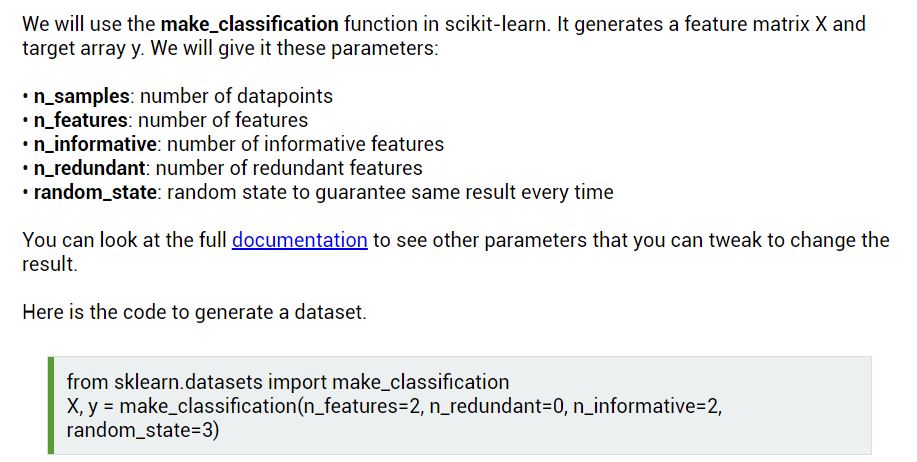 We will use the make_classification function in scikit-learn. It generates a feature matrix X and
target array y. We will give it these parameters:
• n_samples: number of datapoints
• n_features: number of features
• n_informative: number of informative features
• n_redundant: number of redundant features
• random_state: random state to guarantee same result every time
You can look at the full documentation to see other parameters that you can tweak to change the
result.
Here is the code to generate a dataset.
from sklearn.datasets import make_classification
X, y = make_classification(n_features=2, n_redundant=0, n_informative=2,
random_state=3)